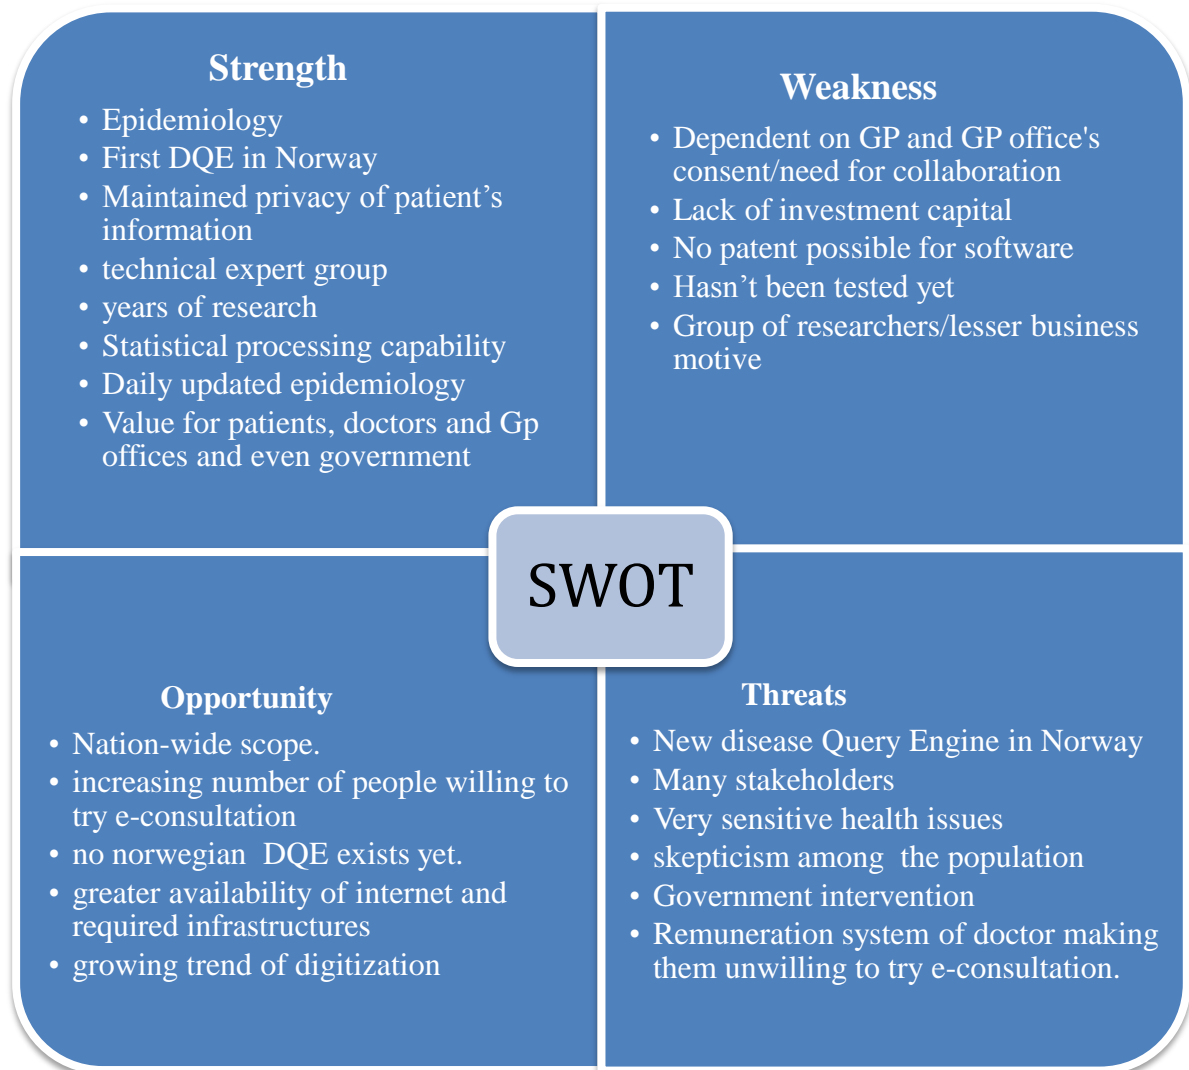 Strength
• Epidemiology
• First DQE in Norway
• Maintained privacy of patient’s
information
• technical expert group
• years of research
• Statistical processing capability
• Daily updated epidemiology
• Value for patients, doctors and Gp
offices and even government
Weakness
• Dependent on GP and GP office's
consent/need for collaboration
• Lack of investment capital
• No patent possible for software
• Hasn’t been tested yet
• Group of researchers/lesser business
motive
SWOT
Opportunity
• Nation-wide scope.
• increasing number of people willing to
try e-consultation
• no norwegian  DQE exists yet.
• greater availability of internet and
required infrastructures
• growing trend of digitization
Threats
• New disease Query Engine in Norway
• Many stakeholders
• Very sensitive health issues
• skepticism among  the population
• Government intervention
• Remuneration system of doctor making
them unwilling to try e-consultation.